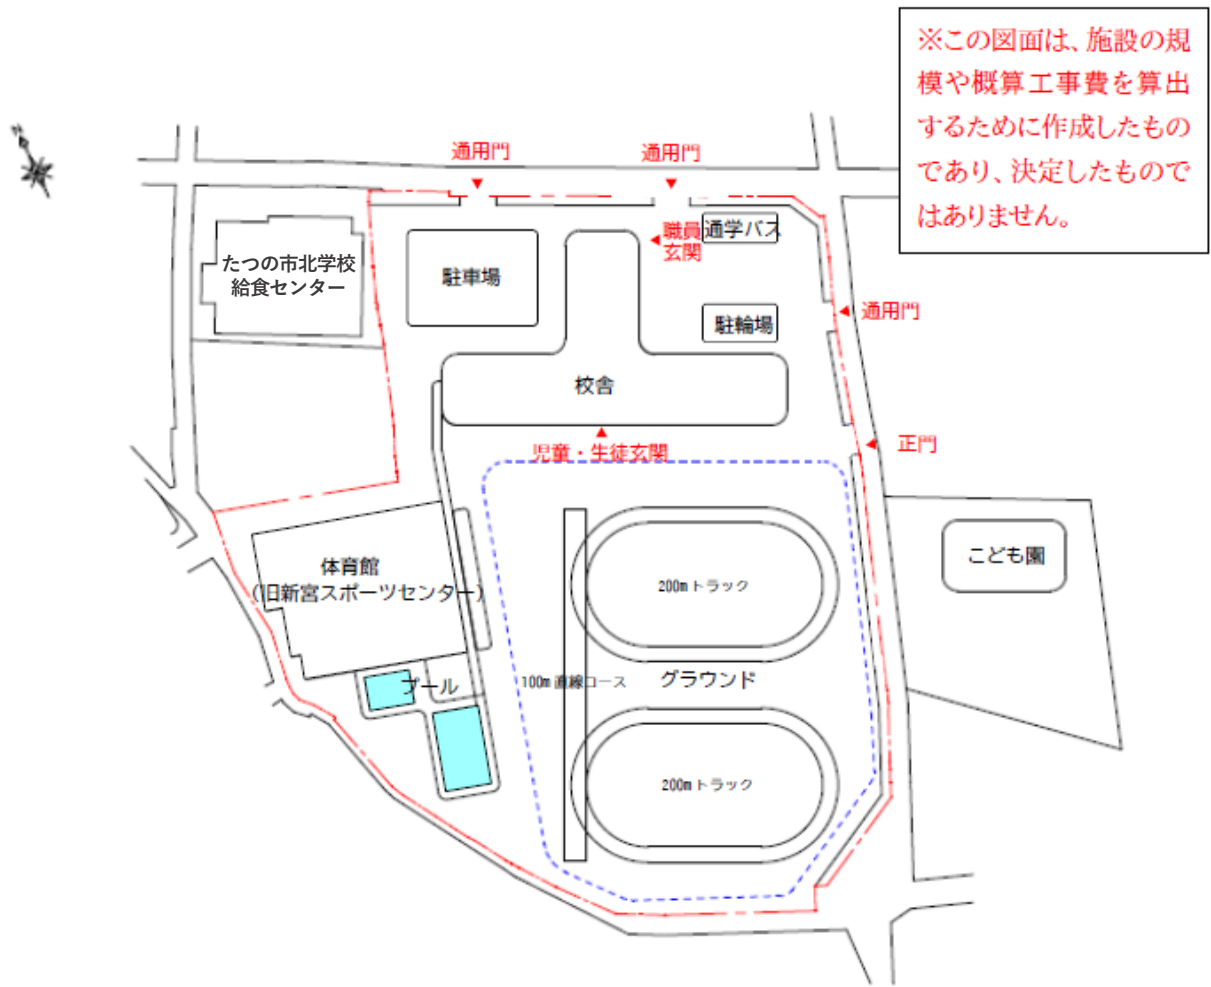 ※この図面は、施設の規
模や概算工事費を算出
するために作成したもの
であり、決定したもので
はありません。
通用門
通用門
職員
玄関
通学バス
たつの市北学校
給食センター
駐車場
通用門
駐輪場
校舎
正門
児童・生徒玄関
こども園
体育館
(旧新宮スポーツセンター)
200mトラック
プール
100m直線コース
グラウンド
200mトラック